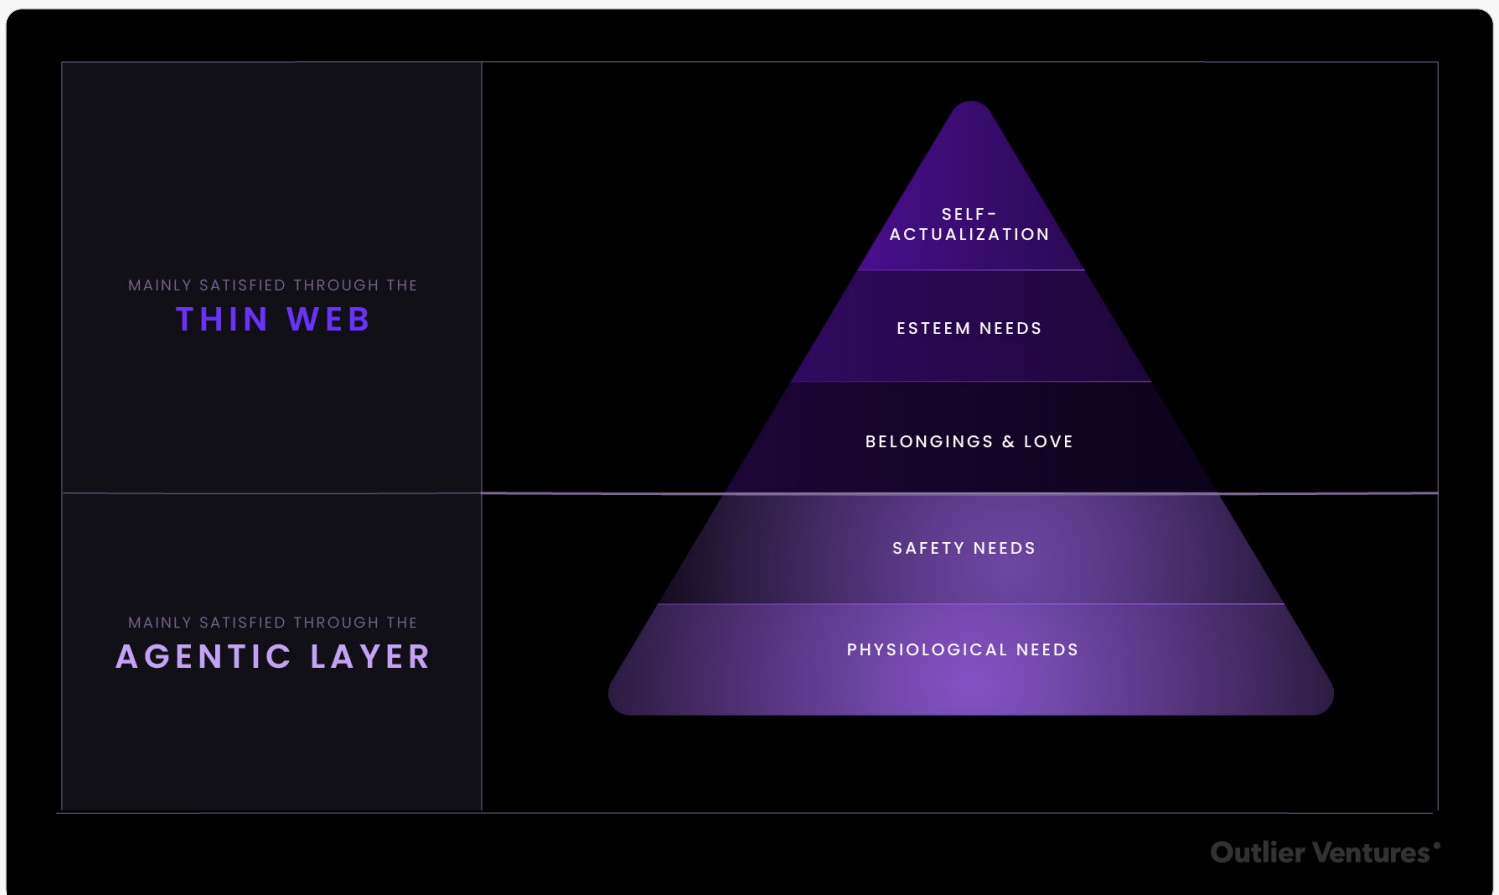 MAINLY SATISFIED THROUGH THE
THIN WEB
MAINLY SATISFIED THROUGH THE
AGENTIC LAYER
SELF-
ACTUALIZATION
ESTEEM NEEDS
BELONGINGS & LOVE
SAFETY NEEDS
PHYSIOLOGICAL NEEDS
Outlier Ventures